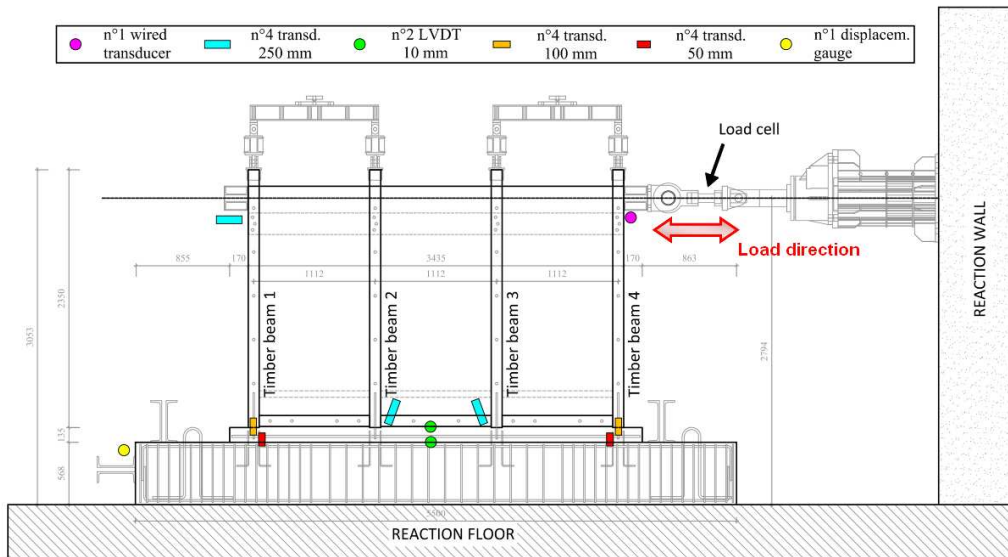 n°1 wired
transducer
n°4 transd.
250 mm
n°2 LVDT
10 mm
n°4 transd.
100 mm
n°4 transd.
50 mm
n°1 displacem.
gauge
Load cell
Load direction
855
170
3435
170
863
1112
1112
1112
Timber beam 1
Timber beam 2
Timber beam 3
Timber beam 4
3053
2350
135
568
2794
5500
REACTION WALL
REACTION FLOOR